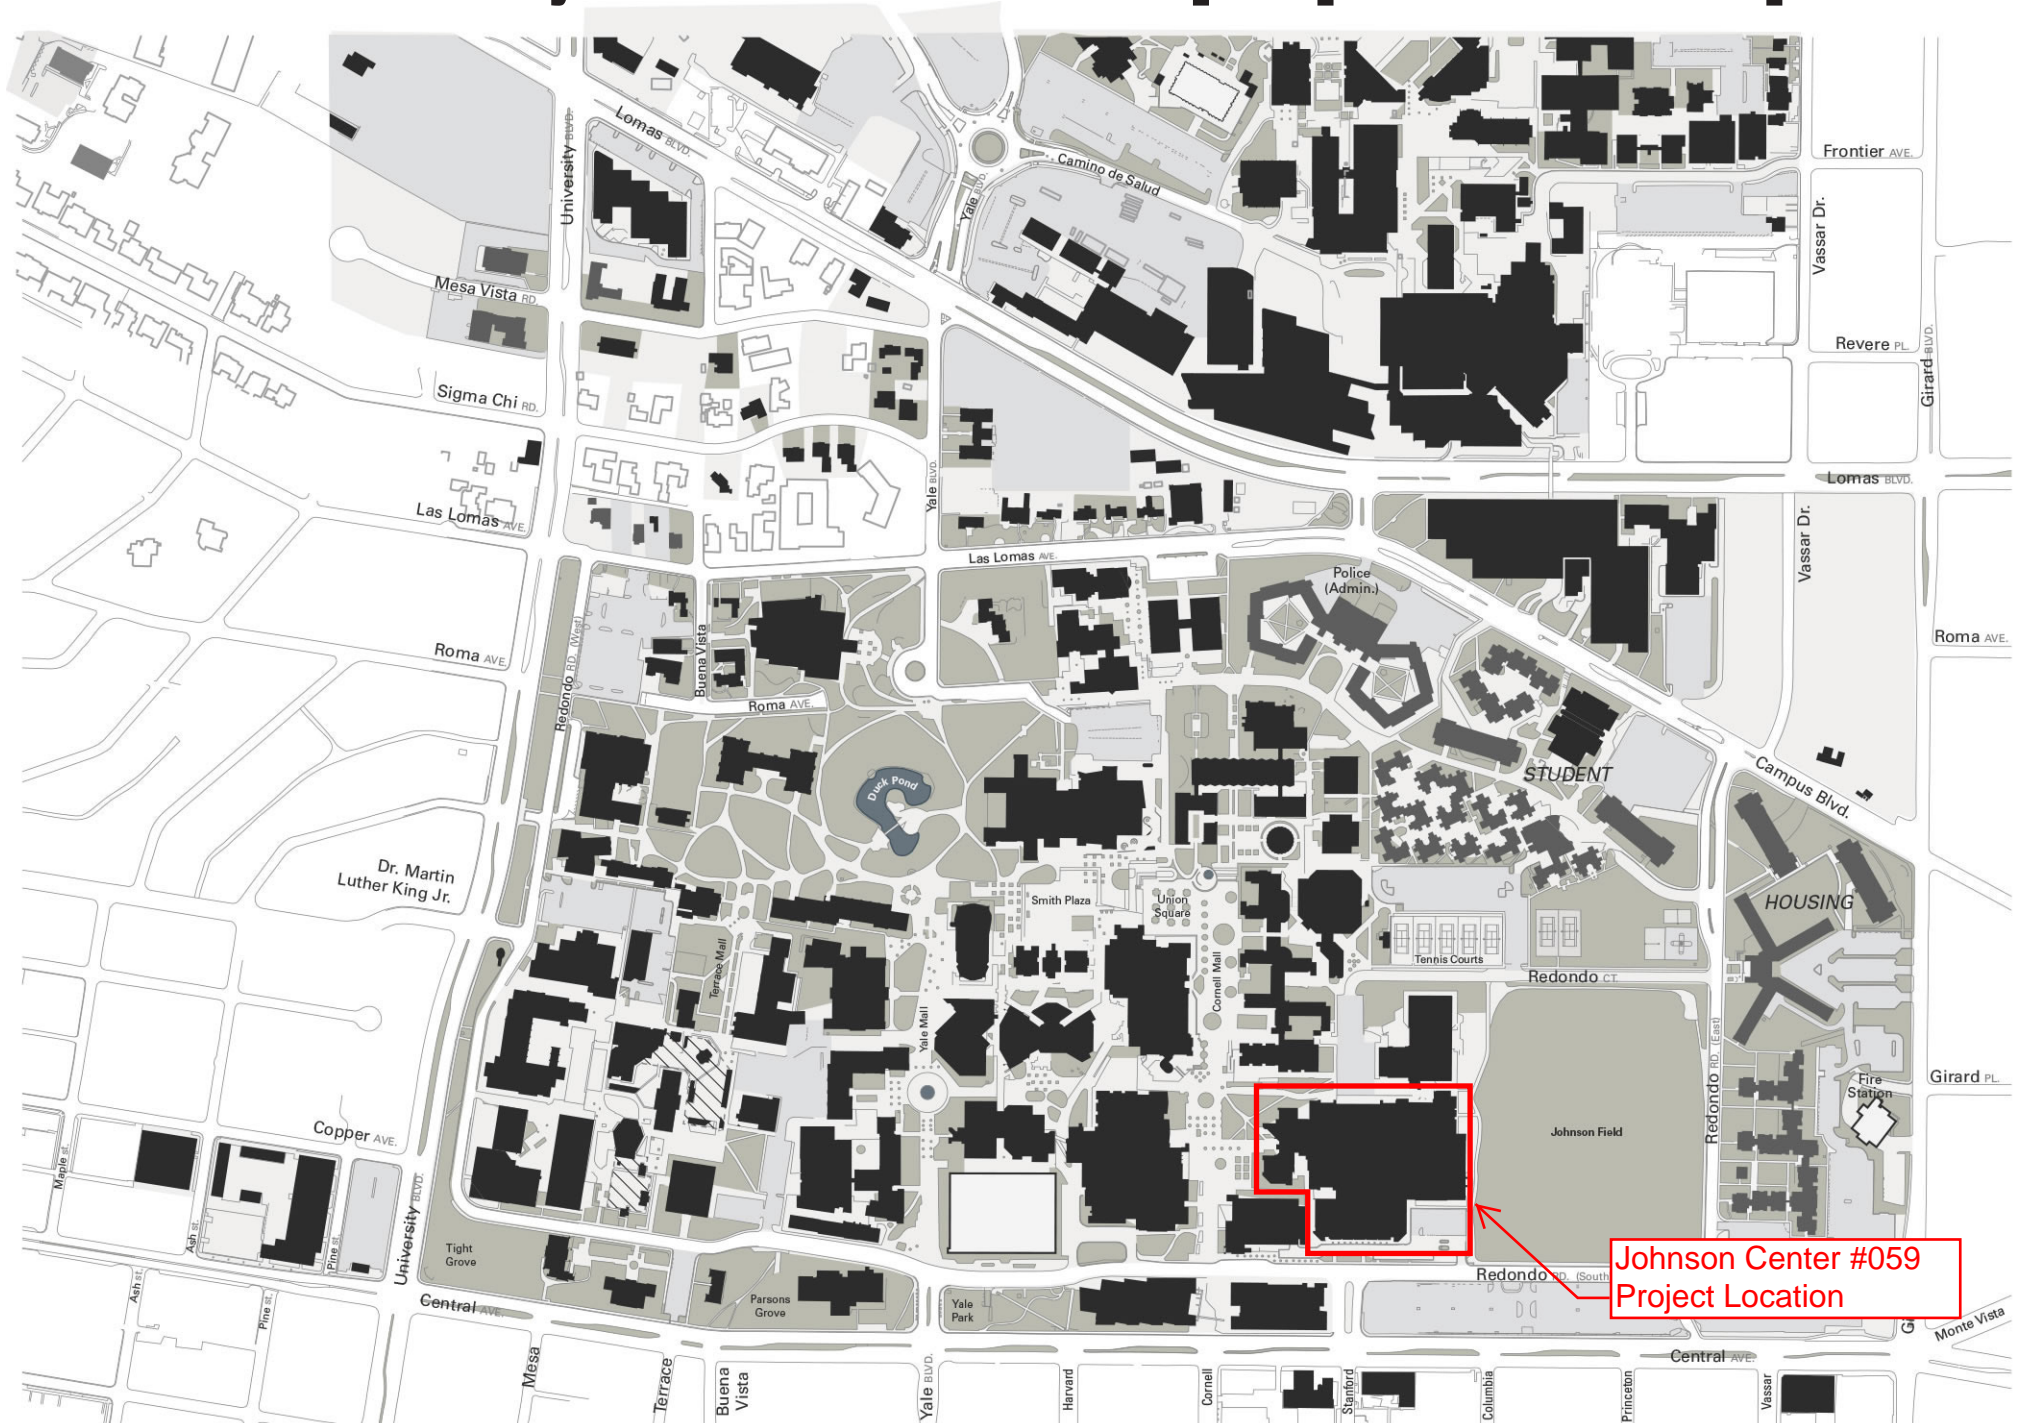 Lomas BLVD.
University BLVD.
Yale BLVD.
Camino de Salud
Frontier AVE.
Vassar Dr.
Mesa Vista RD.
Revere PL.
Girard BLVD.
Sigma Chi RD.
Yale BLVD.
Lomas BLVD.
Las Lomas AVE.
Vassar Dr.
Las Lomas AVE.
Police
(Admin.)
Roma AVE.
Roma AVE.
Redondo RD. (West)
Buena Vista
Roma AVE.
Duck Pond
STUDENT
Campus Blvd.
Dr. Martin
Luther King Jr.
Smith Plaza
Union
Square
HOUSING
Terrace Mall
Cornell Mall
Tennis Courts
Redondo CT.
Yale Mall
Redondo RD. (East)
Fire
Station
Girard PL.
Copper AVE.
Johnson Field
Maple st.
Ash st.
Pine st.
University BLVD.
Tight
Grove
Johnson Center #059
Project Location
Redondo RD. (South
Central AVE.
Parsons
Grove
Yale
Park
Ash st.
Pine st.
Gi
Monte Vista
Central AVE.
Mesa
Terrace
Buena
Vista
Yale BLVD.
Harvard
Cornell
Stanford
Columbia
Princeton
Vassar